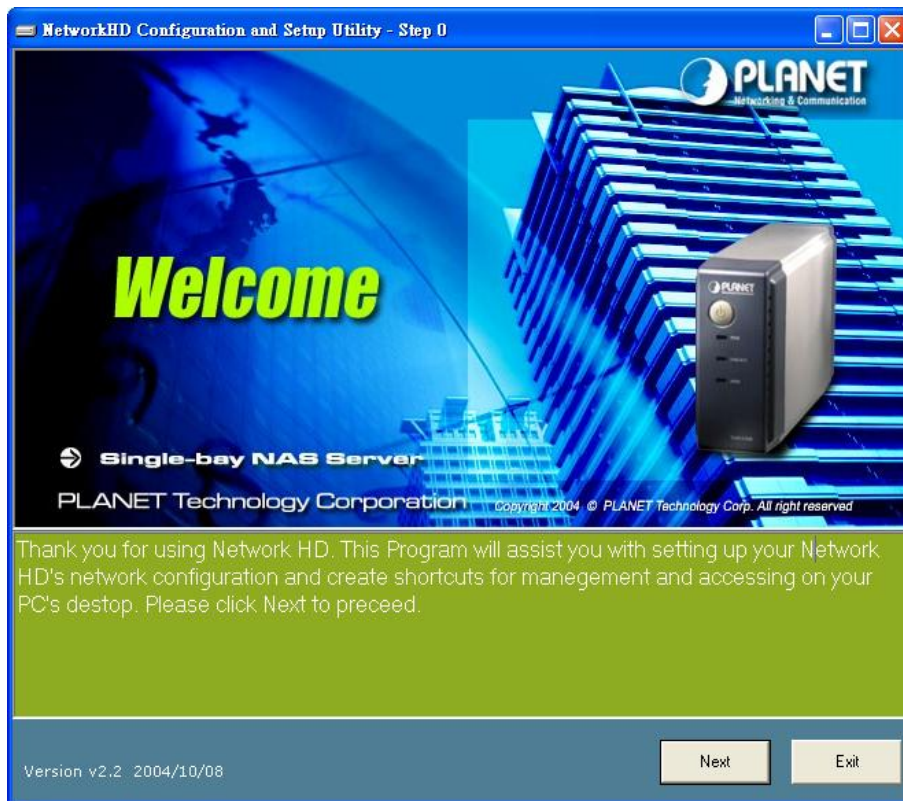 NetworkHD Configuration and Setup Utility - Step 0
PLANET
Networking & Communication
Welcome
PLANET
Single-bay NAS Server
PLANET Technology Corporation
Copyright 2004 © PLANET Technology Corp. All right reserved
Thank you for using Network HD. This Program will assist you with setting up your Network
HD's network configuration and create shortcuts for manegement and accessing on your
PC's destop. Please click Next to preceed.
Version v2.2 2004/10/08
Next
Exit